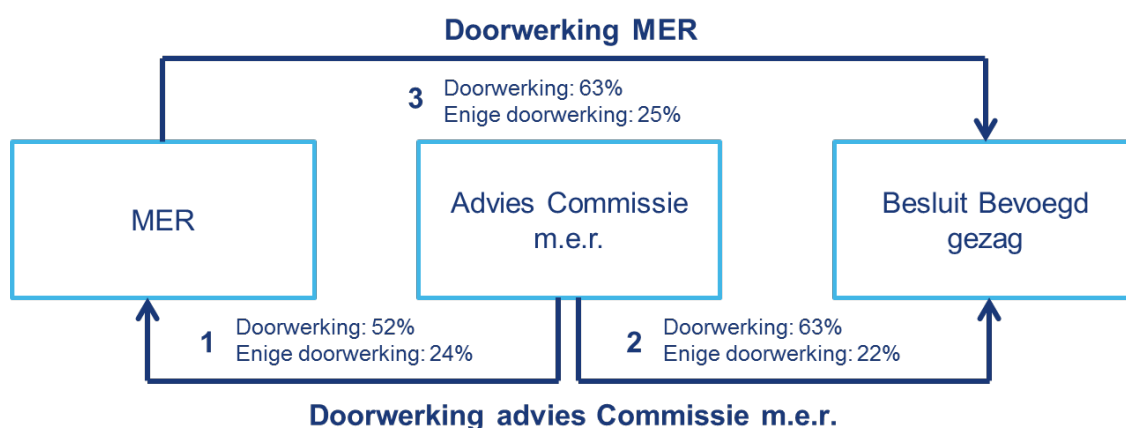 Doorwerking MER
3 Doorwerking: 63%
Enige doorwerking: 25%
MER
Advies Commissie
m.e.r.
Besluit Bevoegd
gezag
1 Doorwerking: 52%
Enige doorwerking: 24%
2 Doorwerking: 63%
Enige doorwerking: 22%
Doorwerking advies Commissie m.e.r.